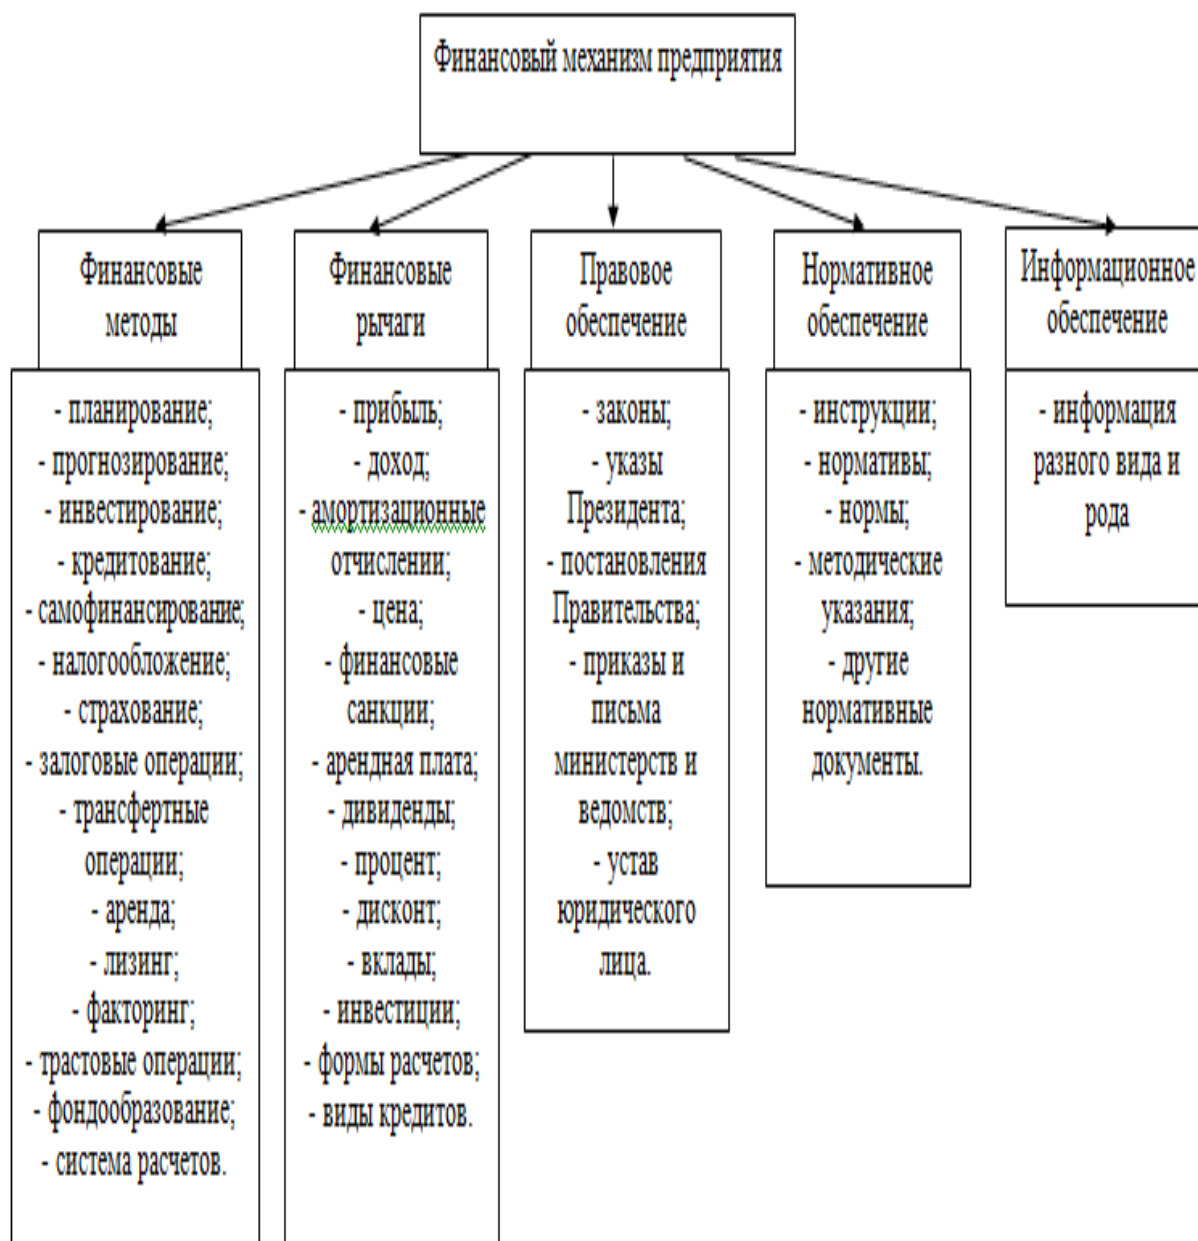 Финансовый механизм предприятия
Финансовые
методы
- планирование;
- прогнозирование;
- инвестирование;
- кредитование;
- самофинансирование;
- налогообложение;
- страхование;
- залоговые операции;
- трансфертные
операции;
- аренда;
- лизинг;
- факторинг;
- трастовые операции;
- фондообразование;
- система расчетов.
Финансовые
рычаги
- прибыль;
- доход;
- амортизационные
отчислении;
- цена;
- финансовые
санкции;
- арендная плата;
- дивиденды;
- процент;
- дисконт;
- вклады;
- инвестиции;
- формы расчетов;
- виды кредитов.
Правовое
обеспечение
- законы;
- указы
Президента;
- постановления
Правительства;
- приказы и
письма
министерств и
ведомств;
- устав
юридического
лица.
Нормативное
обеспечение
- инструкции;
- нормативы;
- нормы;
- методические
указания;
- другие
нормативные
документы.
Информационное
обеспечение
- информация
разного вида и
рода